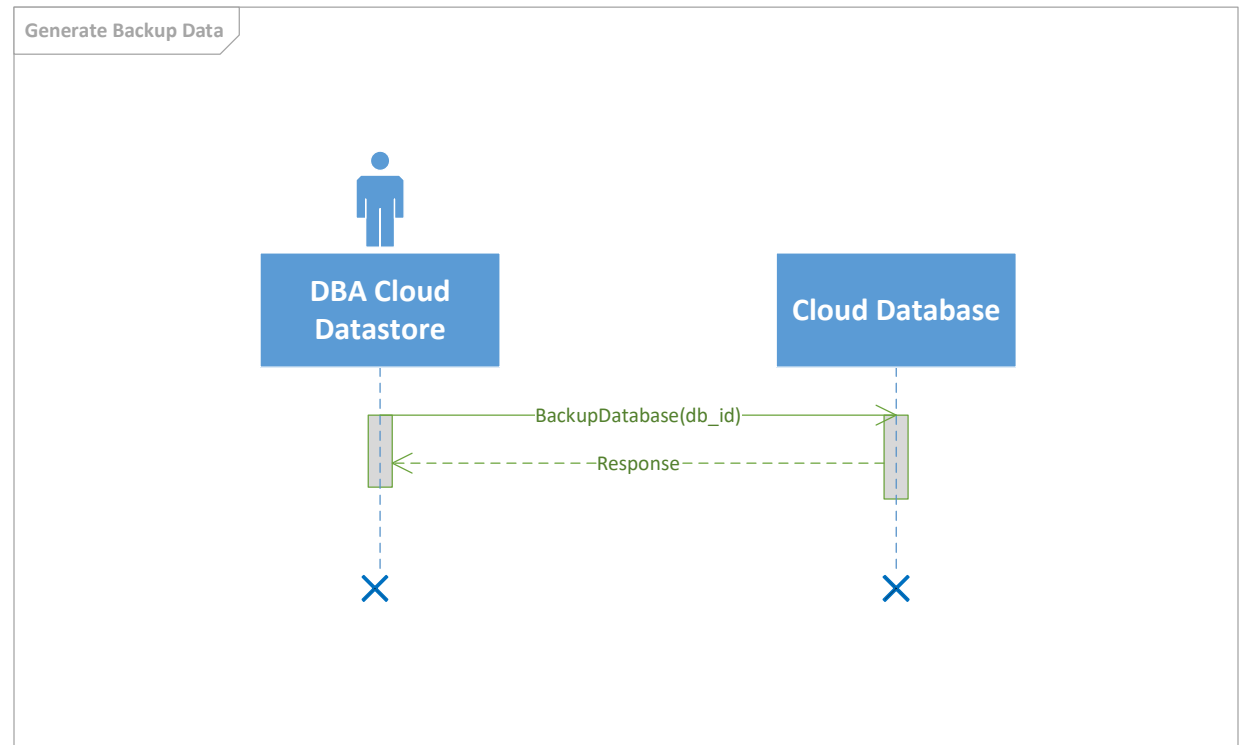 Generate Backup Data
DBA Cloud
Datastore
Cloud Database
BackupDatabase(db_id)
Response